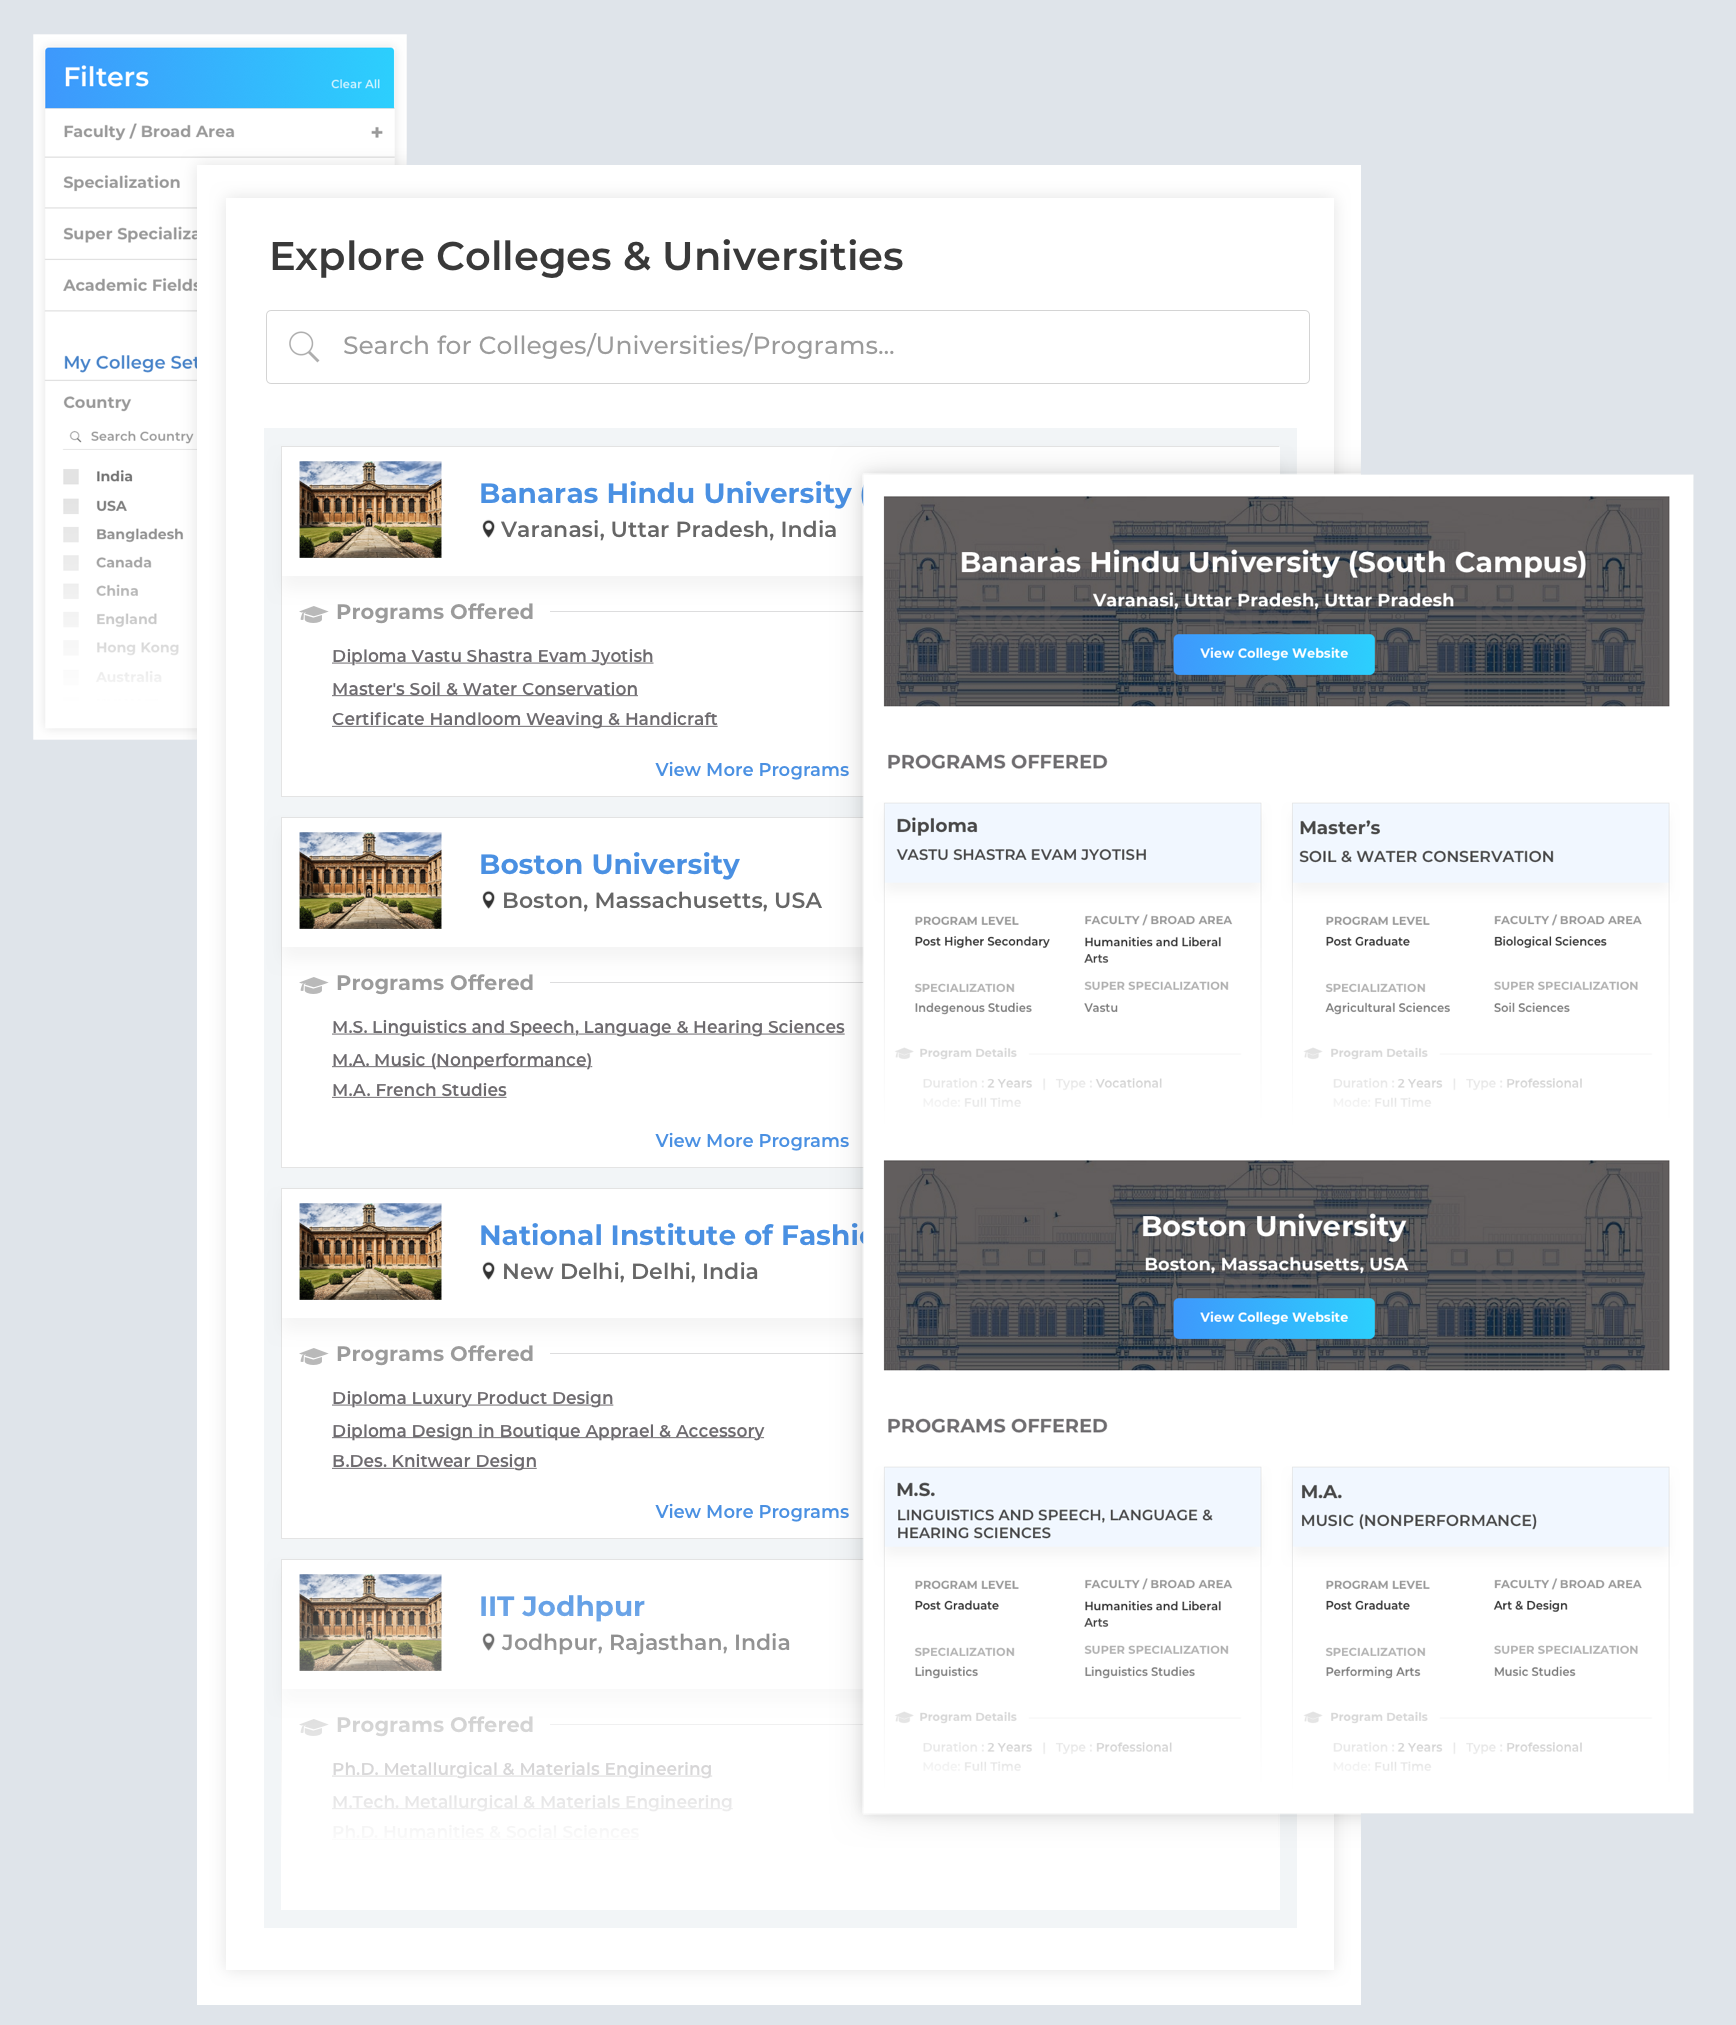 Filters
Clear All
Faculty / Broad Area +
Specialization
Super Specializa
Academic Fields
My College Set
Country
Search Country
India
USA
Bangladesh
Canada
China
England
Hong Kong
Australia
Explore Colleges & Universities
Search for Colleges/Universities/Programs...
Banaras Hindu University (
Varanasi, Uttar Pradesh, India
Programs Offered
Diploma Vastu Shastra Evam Jyotish
Master's Soil & Water Conservation
Certificate Handloom Weaving & Handicraft
View More Programs
Boston University
Boston, Massachusetts, USA
Programs Offered
M.S. Linguistics and Speech, Language & Hearing Sciences
M.A. Music (Nonperformance)
M.A. French Studies
View More Programs
National Institute of Fashi
New Delhi, Delhi, India
Programs Offered
Diploma Luxury Product Design
Diploma Design in Boutique Apprael & Accessory
B.Des. Knitwear Design
View More Programs
IIT Jodhpur
Jodhpur, Rajasthan, India
Programs Offered
Ph.D. Metallurgical & Materials Engineering
M.Tech. Metallurgical & Materials Engineering
Ph.D. Humanities & Social Sciences
Banaras Hindu University (South Campus)
Varanasi, Uttar Pradesh, Uttar Pradesh
View College Website
PROGRAMS OFFERED
Diploma
VASTU SHASTRA EVAM JYOTISH
PROGRAM LEVEL
Post Higher Secondary
FACULTY / BROAD AREA
Humanities and Liberal
Arts
SPECIALIZATION
Indegenous Studies
SUPER SPECIALIZATION
Vastu
Program Details
Duration : 2 Years | Type : Vocational
Mode: Full Time
Master’s
SOIL & WATER CONSERVATION
PROGRAM LEVEL
Post Graduate
FACULTY / BROAD AREA
Biological Sciences
SPECIALIZATION
Agricultural Sciences
SUPER SPECIALIZATION
Soil Sciences
Program Details
Duration : 2 Years | Type : Professional
Mode: Full Time
Boston University
Boston, Massachusetts, USA
View College Website
PROGRAMS OFFERED
M.S.
LINGUISTICS AND SPEECH, LANGUAGE &
HEARING SCIENCES
PROGRAM LEVEL
Post Graduate
FACULTY / BROAD AREA
Humanities and Liberal
Arts
SPECIALIZATION
Linguistics
SUPER SPECIALIZATION
Linguistics Studies
Program Details
Duration : 2 Years | Type : Professional
Mode: Full Time
M.A.
MUSIC (NONPERFORMANCE)
PROGRAM LEVEL
Post Graduate
FACULTY / BROAD AREA
Art & Design
SPECIALIZATION
Performing Arts
SUPER SPECIALIZATION
Music Studies
Program Details
Duration : 2 Years | Type : Professional
Mode: Full Time